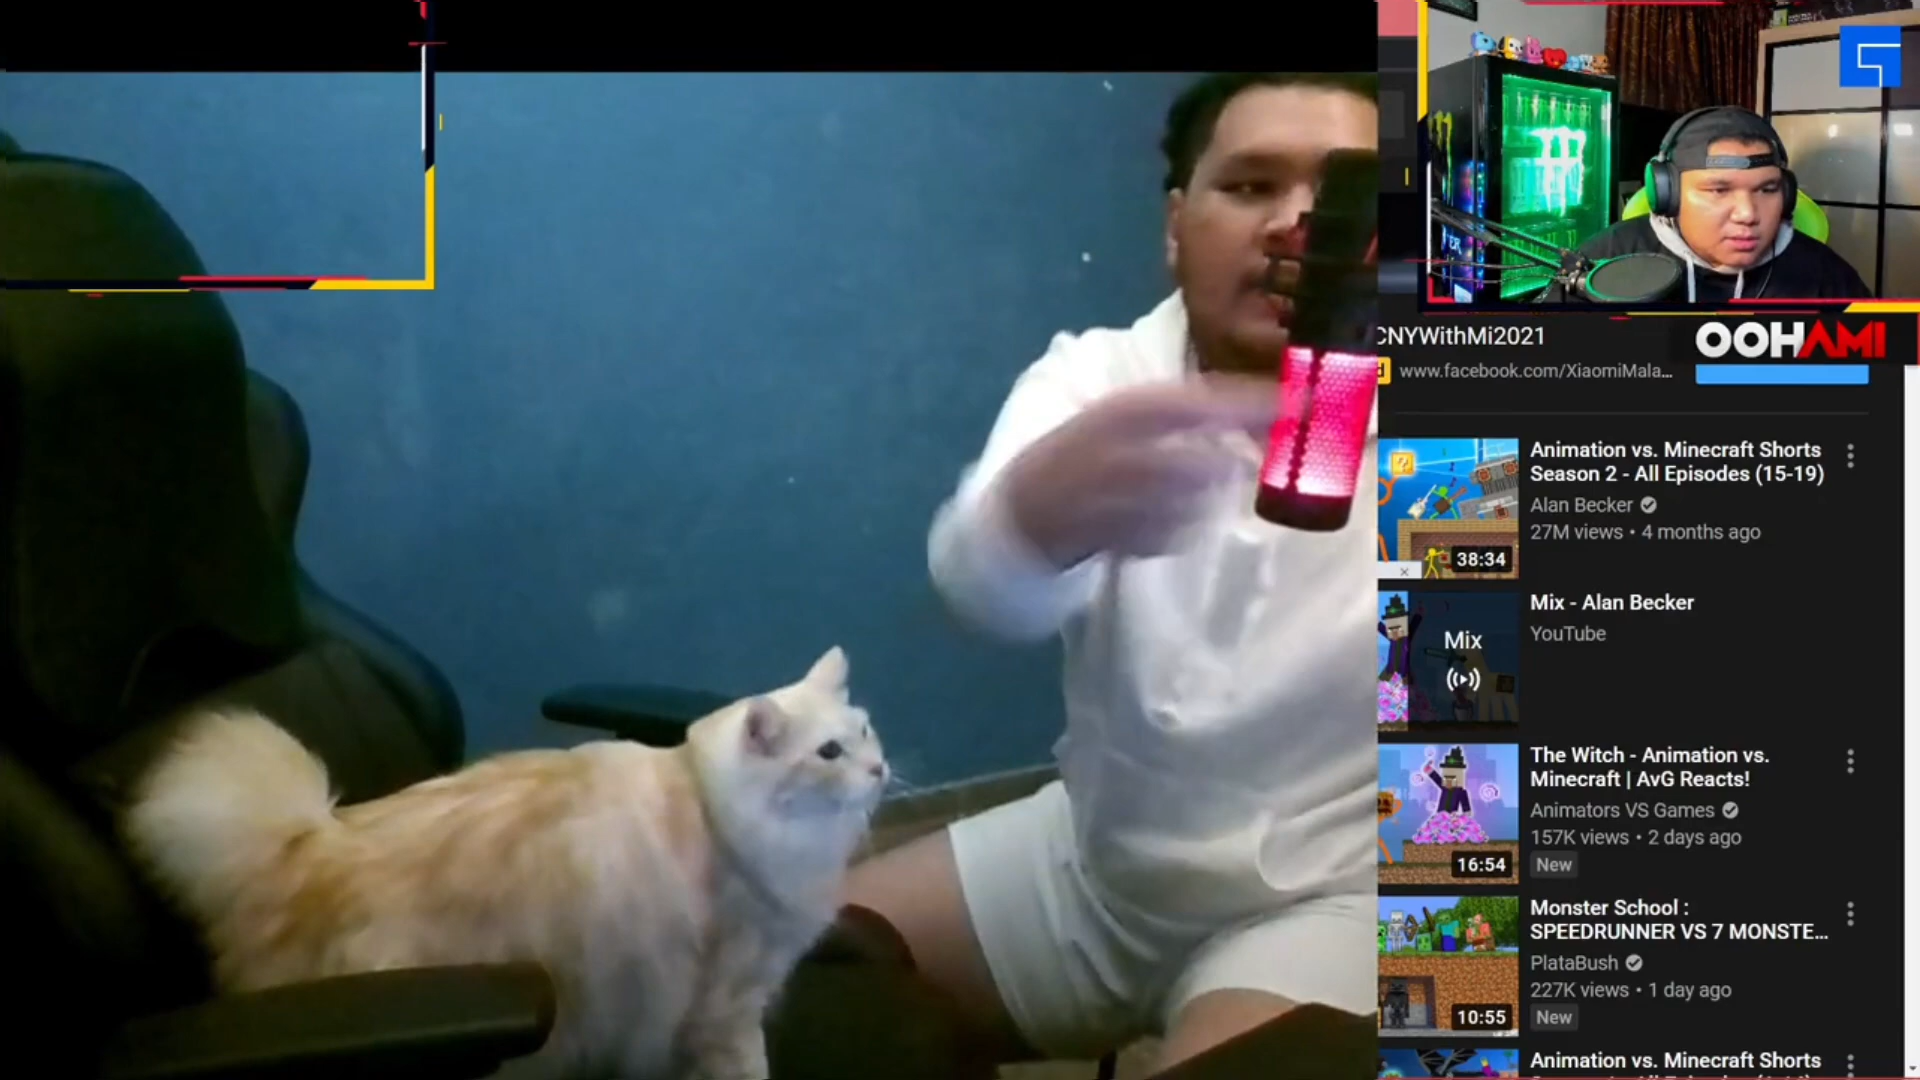 CNYWithMi2021
OOHAMI
www.facebook.com/XiaomiMala...
Animation vs. Minecraft Shorts
Season 2 - All Episodes (15-19)
Alan Becker
27M views • 4 months ago
38:34
Mix - Alan Becker
YouTube
Mix
The Witch - Animation vs.
Minecraft | AvG Reacts!
Animators VS Games
157K views • 2 days ago
16:54
New
Monster School :
SPEEDRUNNER VS 7 MONSTE...
PlataBush
227K views • 1 day ago
10:55
New
Animation vs. Minecraft Shorts